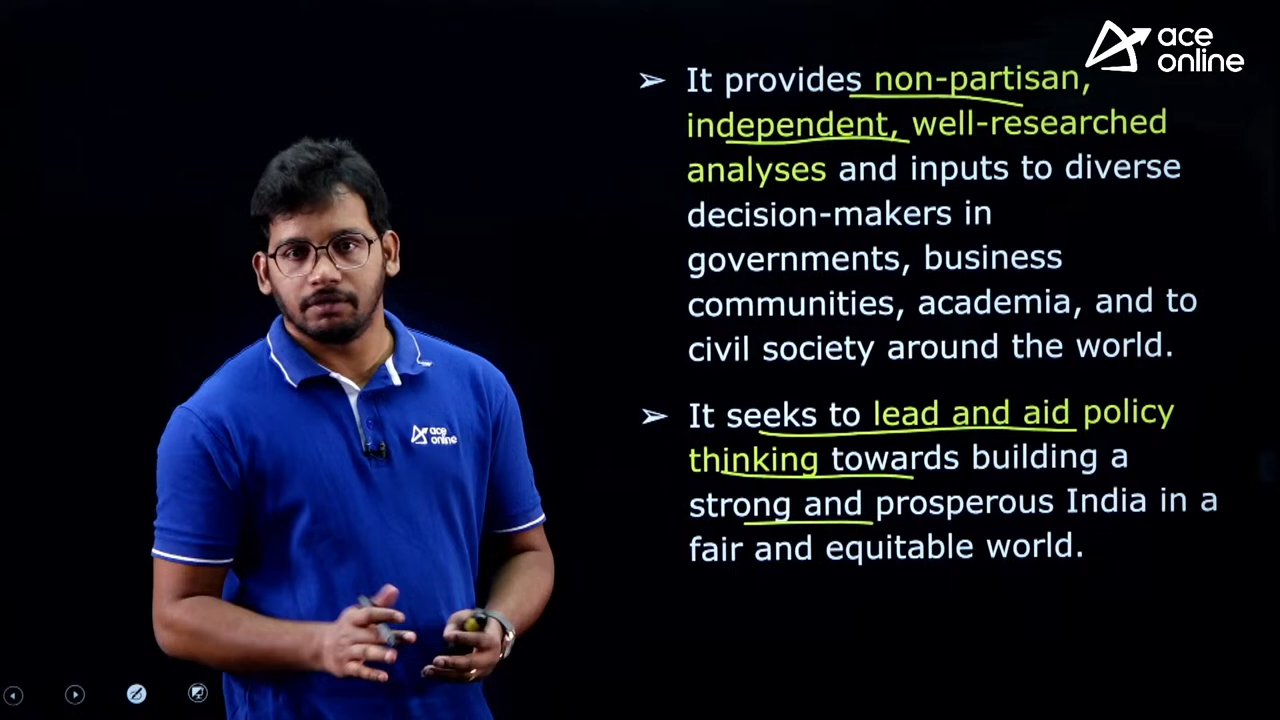 ace
online
➢ It provides non-partisan,
independent, well-researched
analyses and inputs to diverse
decision-makers in
governments, business
communities, academia, and to
civil society around the world.
➢ It seeks to lead and aid policy
thinking towards building a
strong and prosperous India in a
fair and equitable world.
ace
online